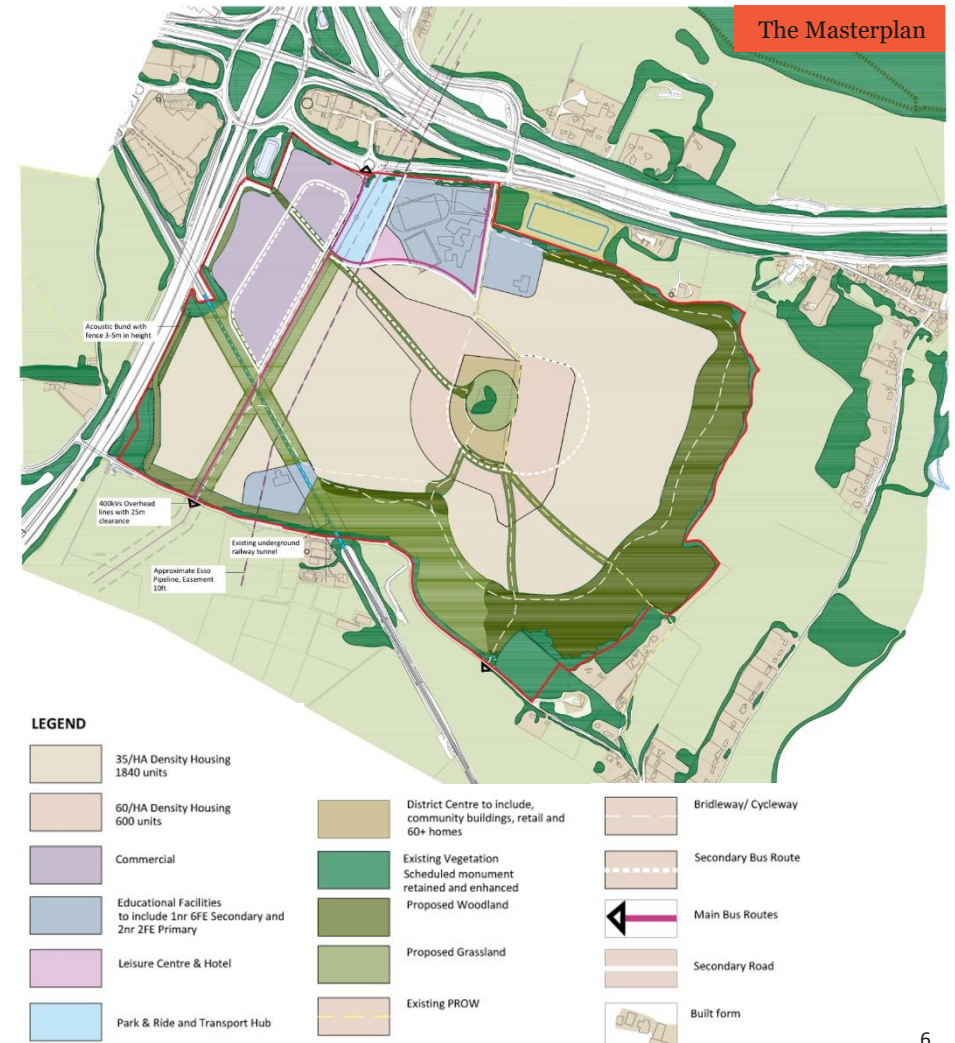 The Masterplan
Acoustic Bund with
fence 3-5m in height
400kVs Overhead
lines with 25m
clearance
Existing underground
railway tunnel
Approximate Esso
Pipeline, Easement
10ft
LEGEND
35/HA Density Housing
1840 units
60/HA Density Housing
600 units
Commercial
Educational Facilities
to include 1nr 6FE Secondary and
2nr 2FE Primary
Leisure Centre & Hotel
Park & Ride and Transport Hub
District Centre to include,
community buildings, retail and
60+ homes
Existing Vegetation
Scheduled monument
retained and enhanced
Proposed Woodland
Proposed Grassland
Existing PROW
Bridleway/ Cycleway
Secondary Bus Route
Main Bus Routes
Secondary Road
Built form
6